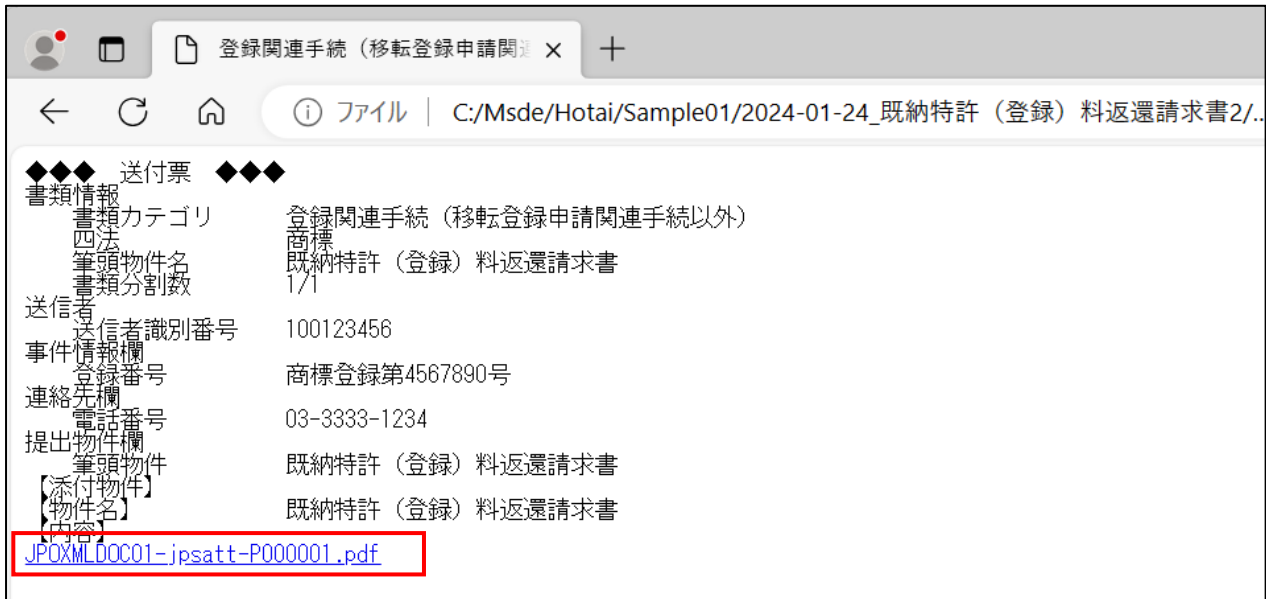 登録関連手続（移転登録申請関連
ファイル C:/Msde/Hotai/Sample01/2024-01-24_既納特許（登録）料返還請求書2/...
◆◆◆ 送付票 ◆◆◆
書類情報
書類カテゴリ 登録関連手続（移転登録申請関連手続以外）
四法 商標
筆頭物件名 既納特許（登録）料返還請求書
書類分割数 1/1
送信者
送信者識別番号 100123456
事件情報欄
登録番号 商標登録第4567890号
連絡先欄
電話番号 03-3333-1234
提出物件欄
筆頭物件 既納特許（登録）料返還請求書
【添付物件】
【物件名】 既納特許（登録）料返還請求書
【内容】
JPOXMLDOC01-jpsatt-P000001.pdf